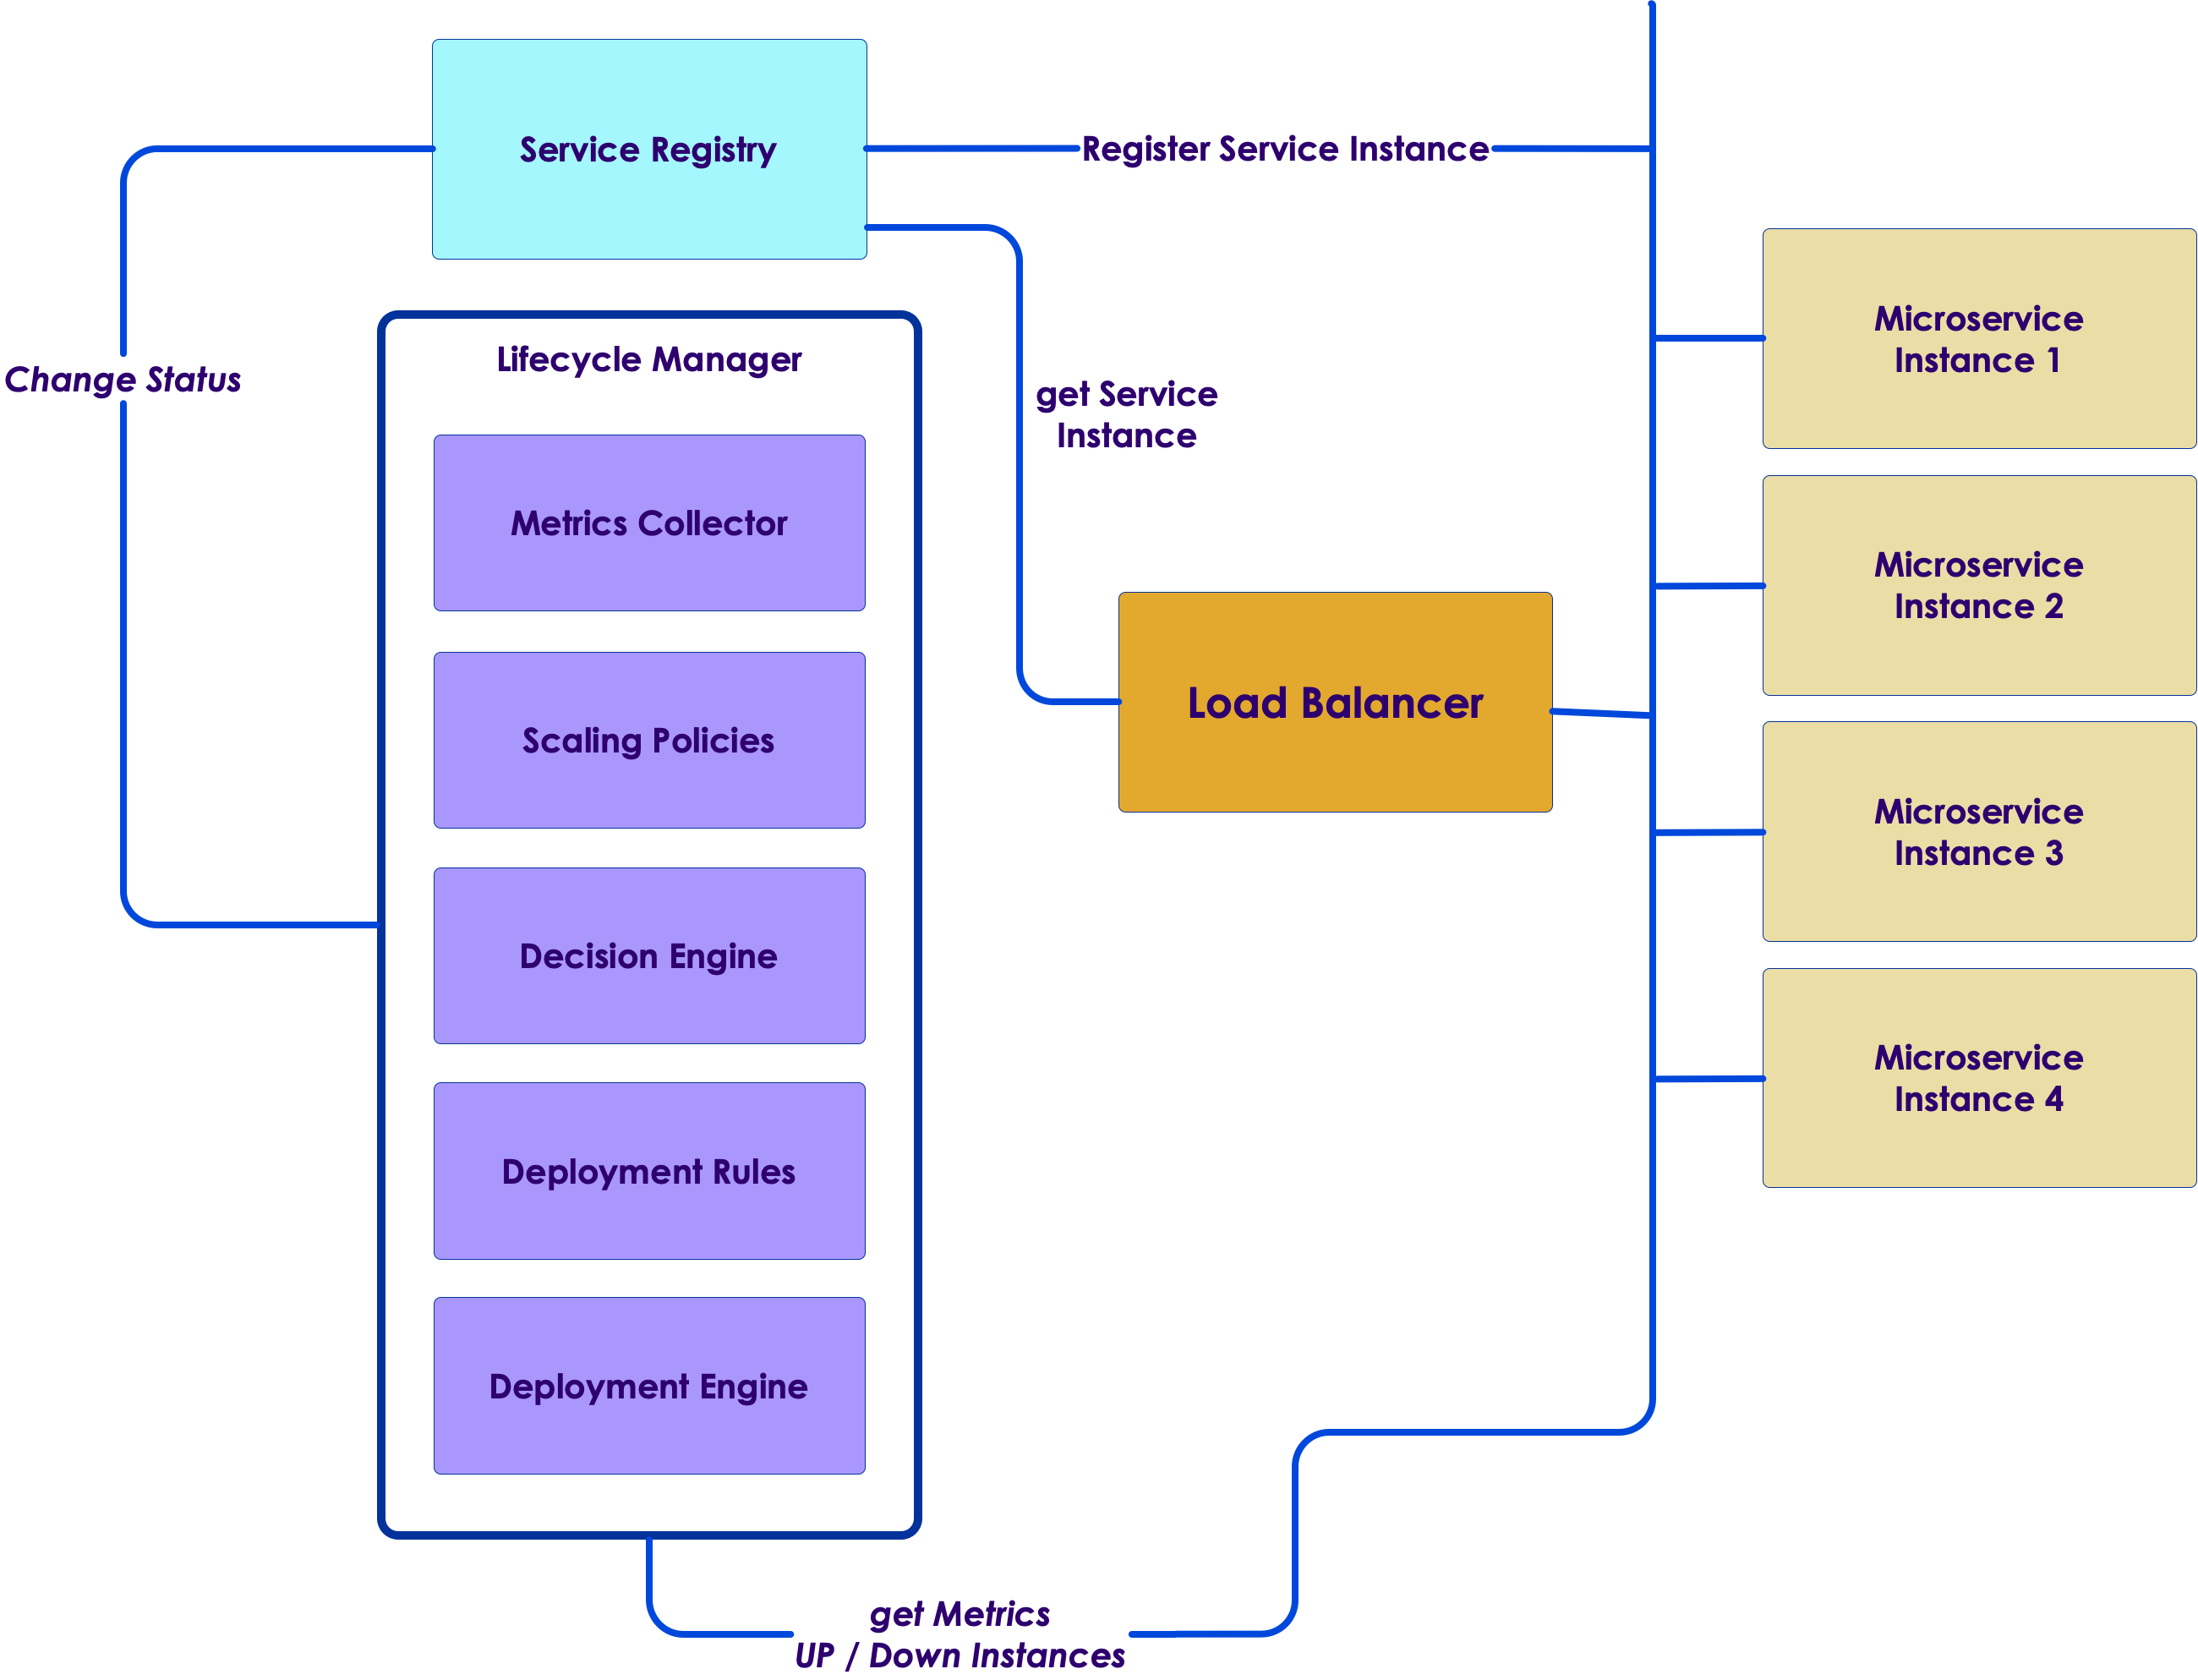 Service Registry
Register Service Instance
Change Status
Lifecycle Manager
Metrics Collector
Scaling Policies
Decision Engine
Deployment Rules
Deployment Engine
get Service
Instance
Load Balancer
Microservice
Instance 1
Microservice
Instance 2
Microservice
Instance 3
Microservice
Instance 4
get Metrics
UP / Down Instances